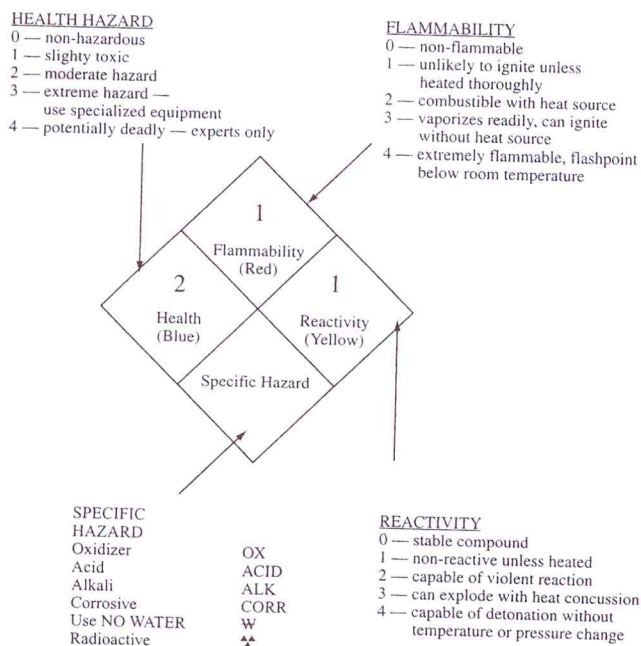 HEALTH HAZARD
0 — non-hazardous
1 — slighty toxic
2 — moderate hazard
3 — extreme hazard —
use specialized equipment
4 — potentially deadly — experts only
FLAMMABILITY
0 — non-flammable
1 — unlikely to ignite unless
heated thoroughly
2 — combustible with heat source
3 — vaporizes readily, can ignite
without heat source
4 — extremely flammable, flashpoint
below room temperature
1
Flammability
(Red)
2
Health
(Blue)
1
Reactivity
(Yellow)
Specific Hazard
SPECIFIC
HAZARD
Oxidizer OX
Acid ACID
Alkali ALK
Corrosive CORR
Use NO WATER W
Radioactive
REACTIVITY
0 — stable compound
1 — non-reactive unless heated
2 — capable of violent reaction
3 — can explode with heat concussion
4 — capable of detonation without
temperature or pressure change